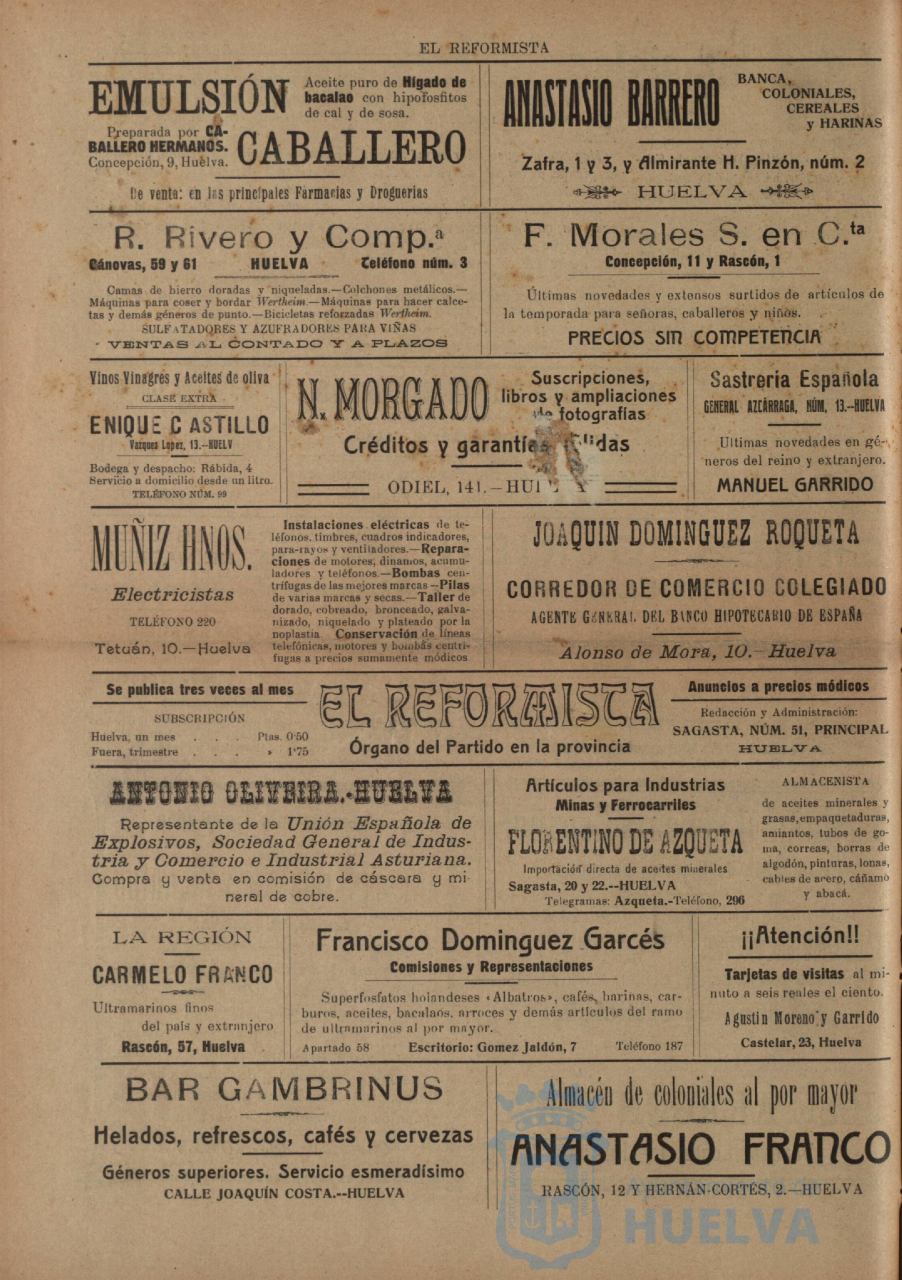 EL REFORMISTA
EMULSIÓN
Aceite puro de Hígado de
bacalao con hipofosfitos
de cal y de sosa.
Preparada por CA-
BALLERO HERMANOS.
Concepción, 9, Huelva.
CABALLERO
De venta: en las principales Farmacias y Droguerias
ANASTASIO BARRERO
BANCA,
COLONIALES,
CEREALES
y HARINAS
Zafra, 1 y 3, y Almirante H. Pinzón, núm. 2
HUELVA
R. Rivero y Comp.ª
Cánovas, 59 y 61 HUELVA Teléfono núm. 3
Camas de hierro doradas y niqueladas.—Colchones metálicos.—
Máquinas para coser y bordar Wertheim.—Máquinas para hacer calce-
tas y demás géneros de punto.—Bicicletas reforzadas Wertheim.
SULFATADORES Y AZUFRADORES PARA VIÑAS
VENTAS AL CONTADO Y A PLAZOS
F. Morales S. en C.ta
Concepción, 11 y Rascón, 1
Últimas novedades y extensos surtidos de artículos de
la temporada para señoras, caballeros y niños.
PRECIOS SIN COMPETENCIA
Vinos Vinagres y Aceites de oliva
CLASE EXTRA
ENIQUE CASTILLO
Vazquez Lopez, 13.—HUELV
Bodega y despacho: Rábida, 4
Servicio a domicilio desde un litro.
TELÉFONO NÚM. 99
N. MORGADO
Suscripciones,
libros y ampliaciones
de fotografías
Créditos y garantías
ODIEL, 141.—HUELVA
Sastreria Española
GENERAL AZCÁRRAGA, NÚM, 13.--HUELVA
Ultimas novedades en gé-
neros del reino y extranjero.
MANUEL GARRIDO
MUÑIZ HNOS.
Electricistas
TELÉFONO 220
Tetuán, 10.—Huelva
Instalaciones eléctricas de te-
léfonos, timbres, cuadros indicadores,
para-rayos y ventiladores.—Repara-
ciones de motores, dinamos, acumu-
ladores y teléfonos.—Bombas cen-
trífugas de las mejores marcas—Pilas
de varias marcas y secas.—Taller de
dorado, cobreado, bronceado, galva-
nizado, niquelado y plateado por la
noplastia. Conservación de líneas
telefónicas, motores y bombas centrí-
fugas a precios sumamente módicos
JOAQUIN DOMINGUEZ ROQUETA
CORREDOR DE COMERCIO COLEGIADO
AGENTE GENERAL DEL BANCO HIPOTECARIO DE ESPAÑA
Alonso de Mora, 10.—Huelva
Se publica tres veces al mes
SUBSCRIPCIÓN
Huelva, un mes . . . Ptas. 0'50
Fuera, trimestre . . . » 1'75
EL REFORMISTA
Órgano del Partido en la provincia
Anuncios a precios módicos
Redacción y Administración:
SAGASTA, NÚM. 51, PRINCIPAL
HUELVA
ANTONIO OLIVEIRA.-HUELVA
Representante de la Unión Española de
Explosivos, Sociedad General de Indus-
tria y Comercio e Industrial Asturiana.
Compra y venta en comisión de cáscara y mi-
neral de cobre.
Artículos para Industrias
Minas y Ferrocarriles
FLORENTINO DE AZQUETA
Importación directa de aceites minerales
Sagasta, 20 y 22.--HUELVA
Telegramas: Azqueta.-Teléfono, 296
ALMACENISTA
de aceites minerales y
grasas, empaquetaduras,
amiantos, tubos de go-
ma, correas, borras de
algodón, pinturas, lonas,
cables de acero, cáñamo
y abacá.
LA REGIÓN
CARMELO FRANCO
Ultramarinos finos
del país y extranjero
Rascón, 57, Huelva
Francisco Dominguez Garcés
Comisiones y Representaciones
Superfosfatos holandeses «Albatros», cafés, harinas, car-
buros, aceites, bacalaos, arroces y demás artículos del ramo
de ultramarinos al por mayor.
Apartado 58 Escritorio: Gomez Jaldón, 7 Teléfono 187
¡¡Atención!!
Tarjetas de visitas al mi-
nuto a seis reales el ciento.
Agustin Moreno y Garrido
Castelar, 23, Huelva
BAR GAMBRINUS
Helados, refrescos, cafés y cervezas
Géneros superiores. Servicio esmeradísimo
CALLE JOAQUÍN COSTA.--HUELVA
Almacén de coloniales al por mayor
ANASTASIO FRANCO
RASCÓN, 12 Y HERNÁN-CORTÉS, 2.—HUELVA
HUELVA